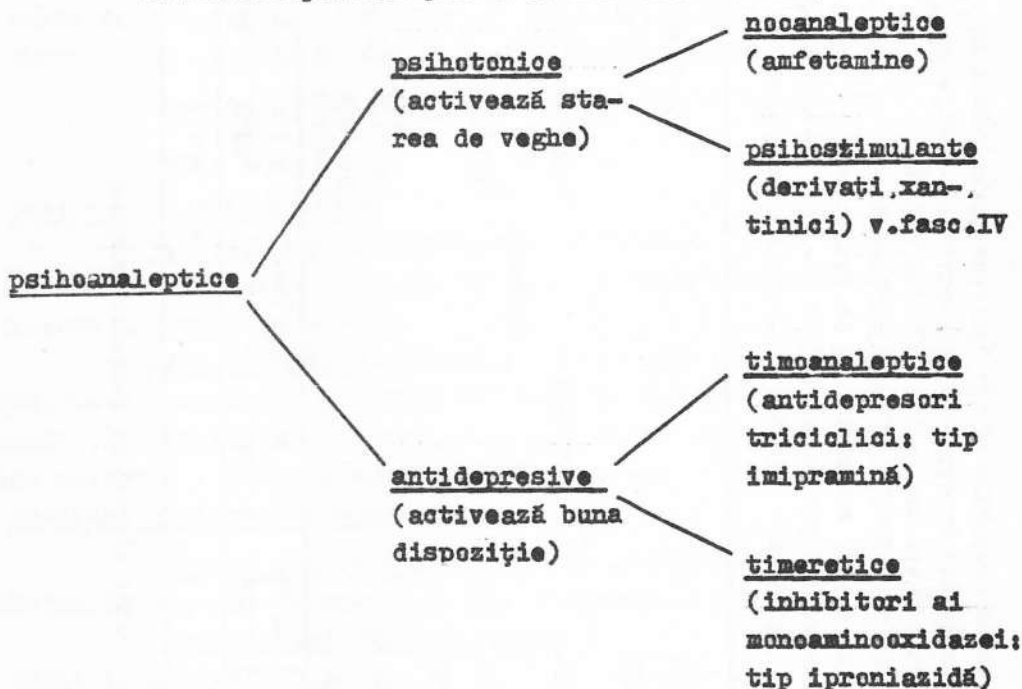 nooanaleptice
(amfetamine)
psihotonice
(activează sta-
rea de veghe)
psihostimulante
(derivați xan-
tinici) v.fasc.IV
psihoanaleptice
timoanaleptice
(antidepresori
triciclici: tip
imipramină)
antidepresive
(activează buna
dispoziție)
timeretice
(inhibitori ai
monoaminooxidazei:
tip iproniazidă)